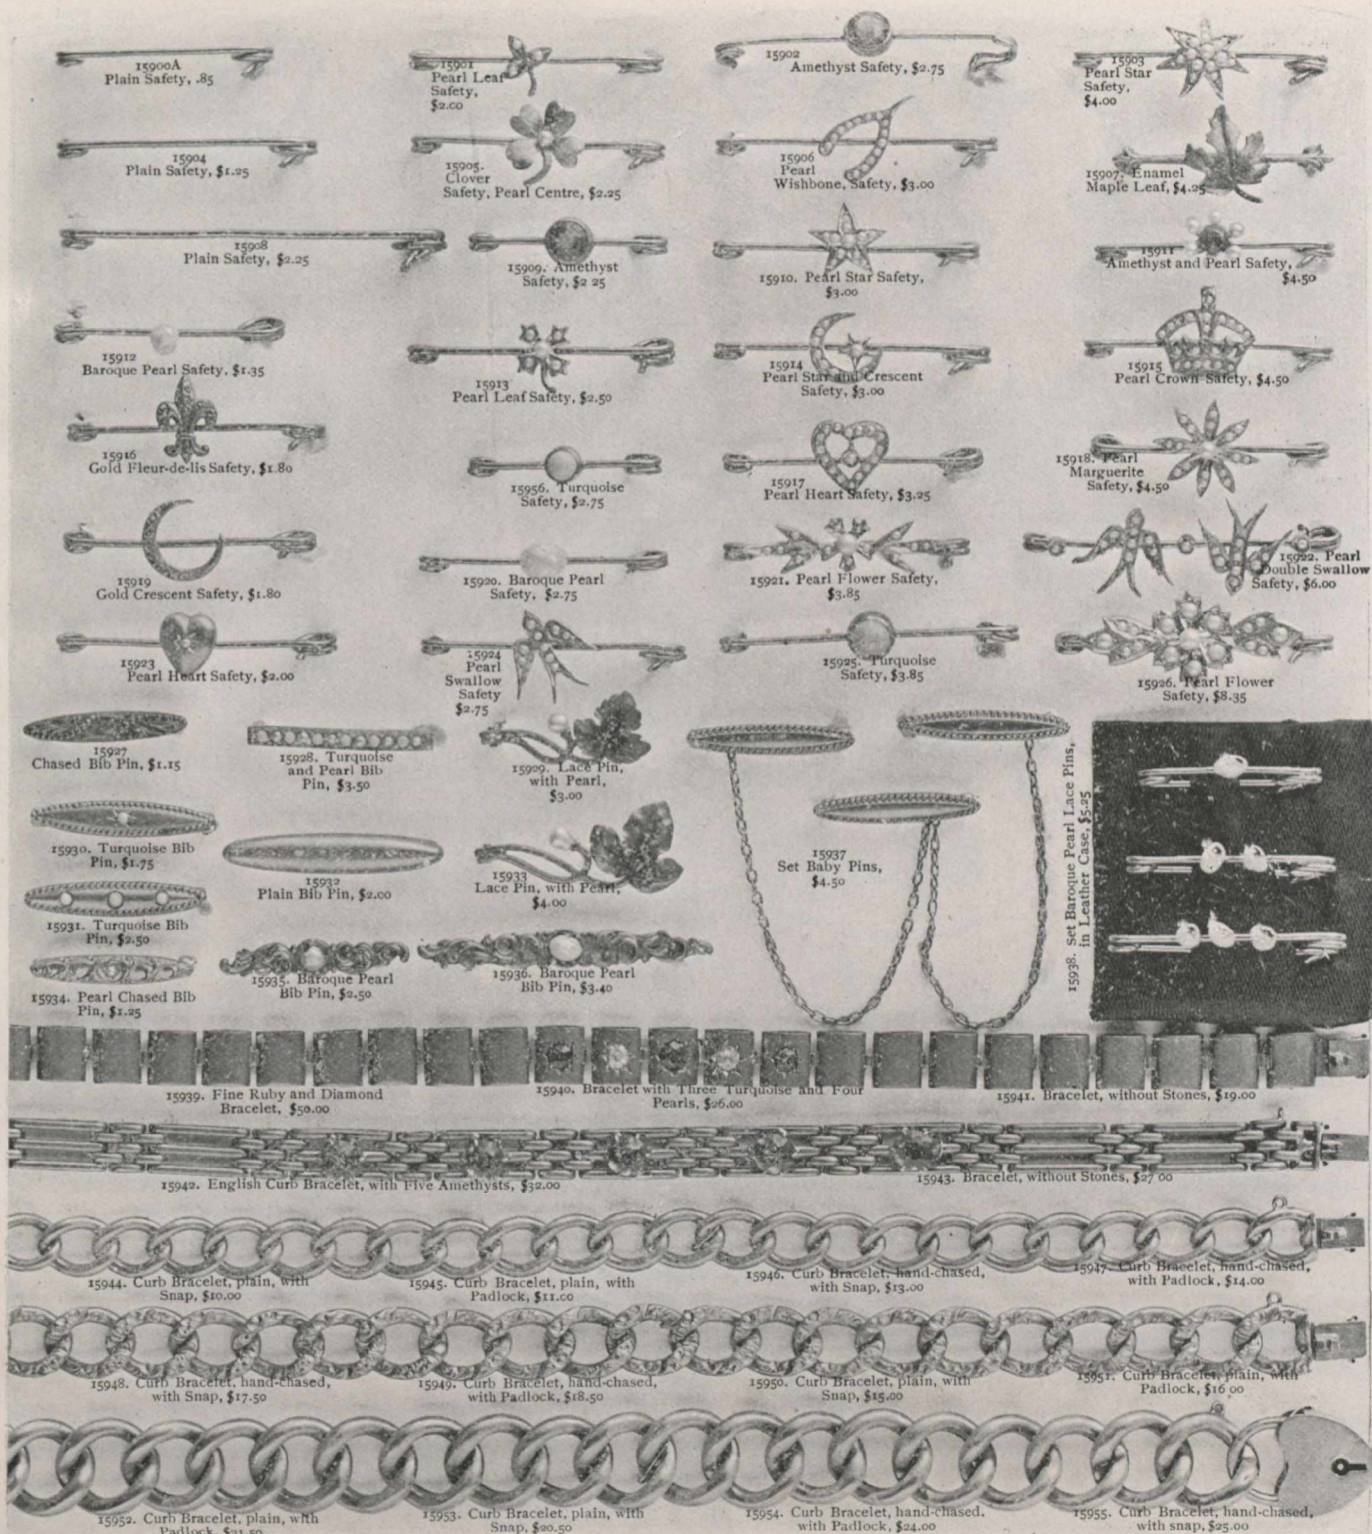 15900A
Plain Safety, .85
15901
Pearl Leaf
Safety,
$2.00
15902
Amethyst Safety, $2.75
15903
Pearl Star
Safety,
$4.00
15904
Plain Safety, $1.25
15905.
Clover
Safety, Pearl Centre, $2.25
15906
Pearl
Wishbone, Safety, $3.00
15907. Enamel
Maple Leaf, $4.25
15908
Plain Safety, $2.25
15909. Amethyst
Safety, $2 25
15910. Pearl Star Safety,
$3.00
15911
Amethyst and Pearl Safety,
$4.50
15912
Baroque Pearl Safety. $1.35
15913
Pearl Leaf Safety, $2.50
15914
Pearl Star and Crescent
Safety, $3.00
15915
Pearl Crown Safety, $4.50
15916
Gold Fleur-de-lis Safety, $1.80
15956. Turquoise
Safety, $2.75
15917
Pearl Heart Safety, $3.25
15918. Pearl
Marguerite
Safety, $4.50
15919
Gold Crescent Safety, $1.80
15920. Baroque Pearl
Safety, $2.75
15921. Pearl Flower Safety,
$3.85
15922. Pearl
Double Swallow
Safety, $6.00
15923
Pearl Heart Safety, $2.00
15924
Pearl
Swallow
Safety
$2.75
15925. Turquoise
Safety, $3.85
15926. Pearl Flower
Safety, $8.35
15927
Chased Bib Pin, $1.15
15928. Turquoise
and Pearl Bib
Pin, $3.50
15929. Lace Pin,
with Pearl,
$3.00
15930. Turquoise Bib
Pin, $1.75
15932
Plain Bib Pin, $2.00
15933
Lace Pin, with Pearl,
$4.00
15937
Set Baby Pins,
$4.50
15938. Set Baroque Pearl Lace Pins,
in Leather Case, $5.25
15931. Turquoise Bib
Pin, $2.50
15934. Pearl Chased Bib
Pin, $1.25
15935. Baroque Pearl
Bib Pin, $2.50
15936. Baroque Pearl
Bib Pin, $3.40
15939. Fine Ruby and Diamond
Bracelet, $50.00
15940. Bracelet with Three Turquoise and Four
Pearls, $26.00
15941. Bracelet, without Stones, $19.00
15942. English Curb Bracelet, with Five Amethysts, $32.00
15943. Bracelet, without Stones, $27 00
15944. Curb Bracelet, plain, with
Snap, $10.00
15945. Curb Bracelet, plain, with
Padlock, $11.00
15946. Curb Bracelet, hand-chased,
with Snap, $13.00
15947. Curb Bracelet, hand-chased,
with Padlock, $14.00
15948. Curb Bracelet, hand-chased,
with Snap, $17.50
15949. Curb Bracelet, hand-chased,
with Padlock, $18.50
15950. Curb Bracelet, plain, with
Snap, $15.00
15951. Curb Bracelet, plain, with
Padlock, $16 00
15952. Curb Bracelet, plain, with
Padlock, $21.50
15953. Curb Bracelet, plain, with
Snap, $20.50
15954. Curb Bracelet, hand-chased.
with Padlock, $24.00
15955. Curb Bracelet, hand-chased,
with snap, $25.00